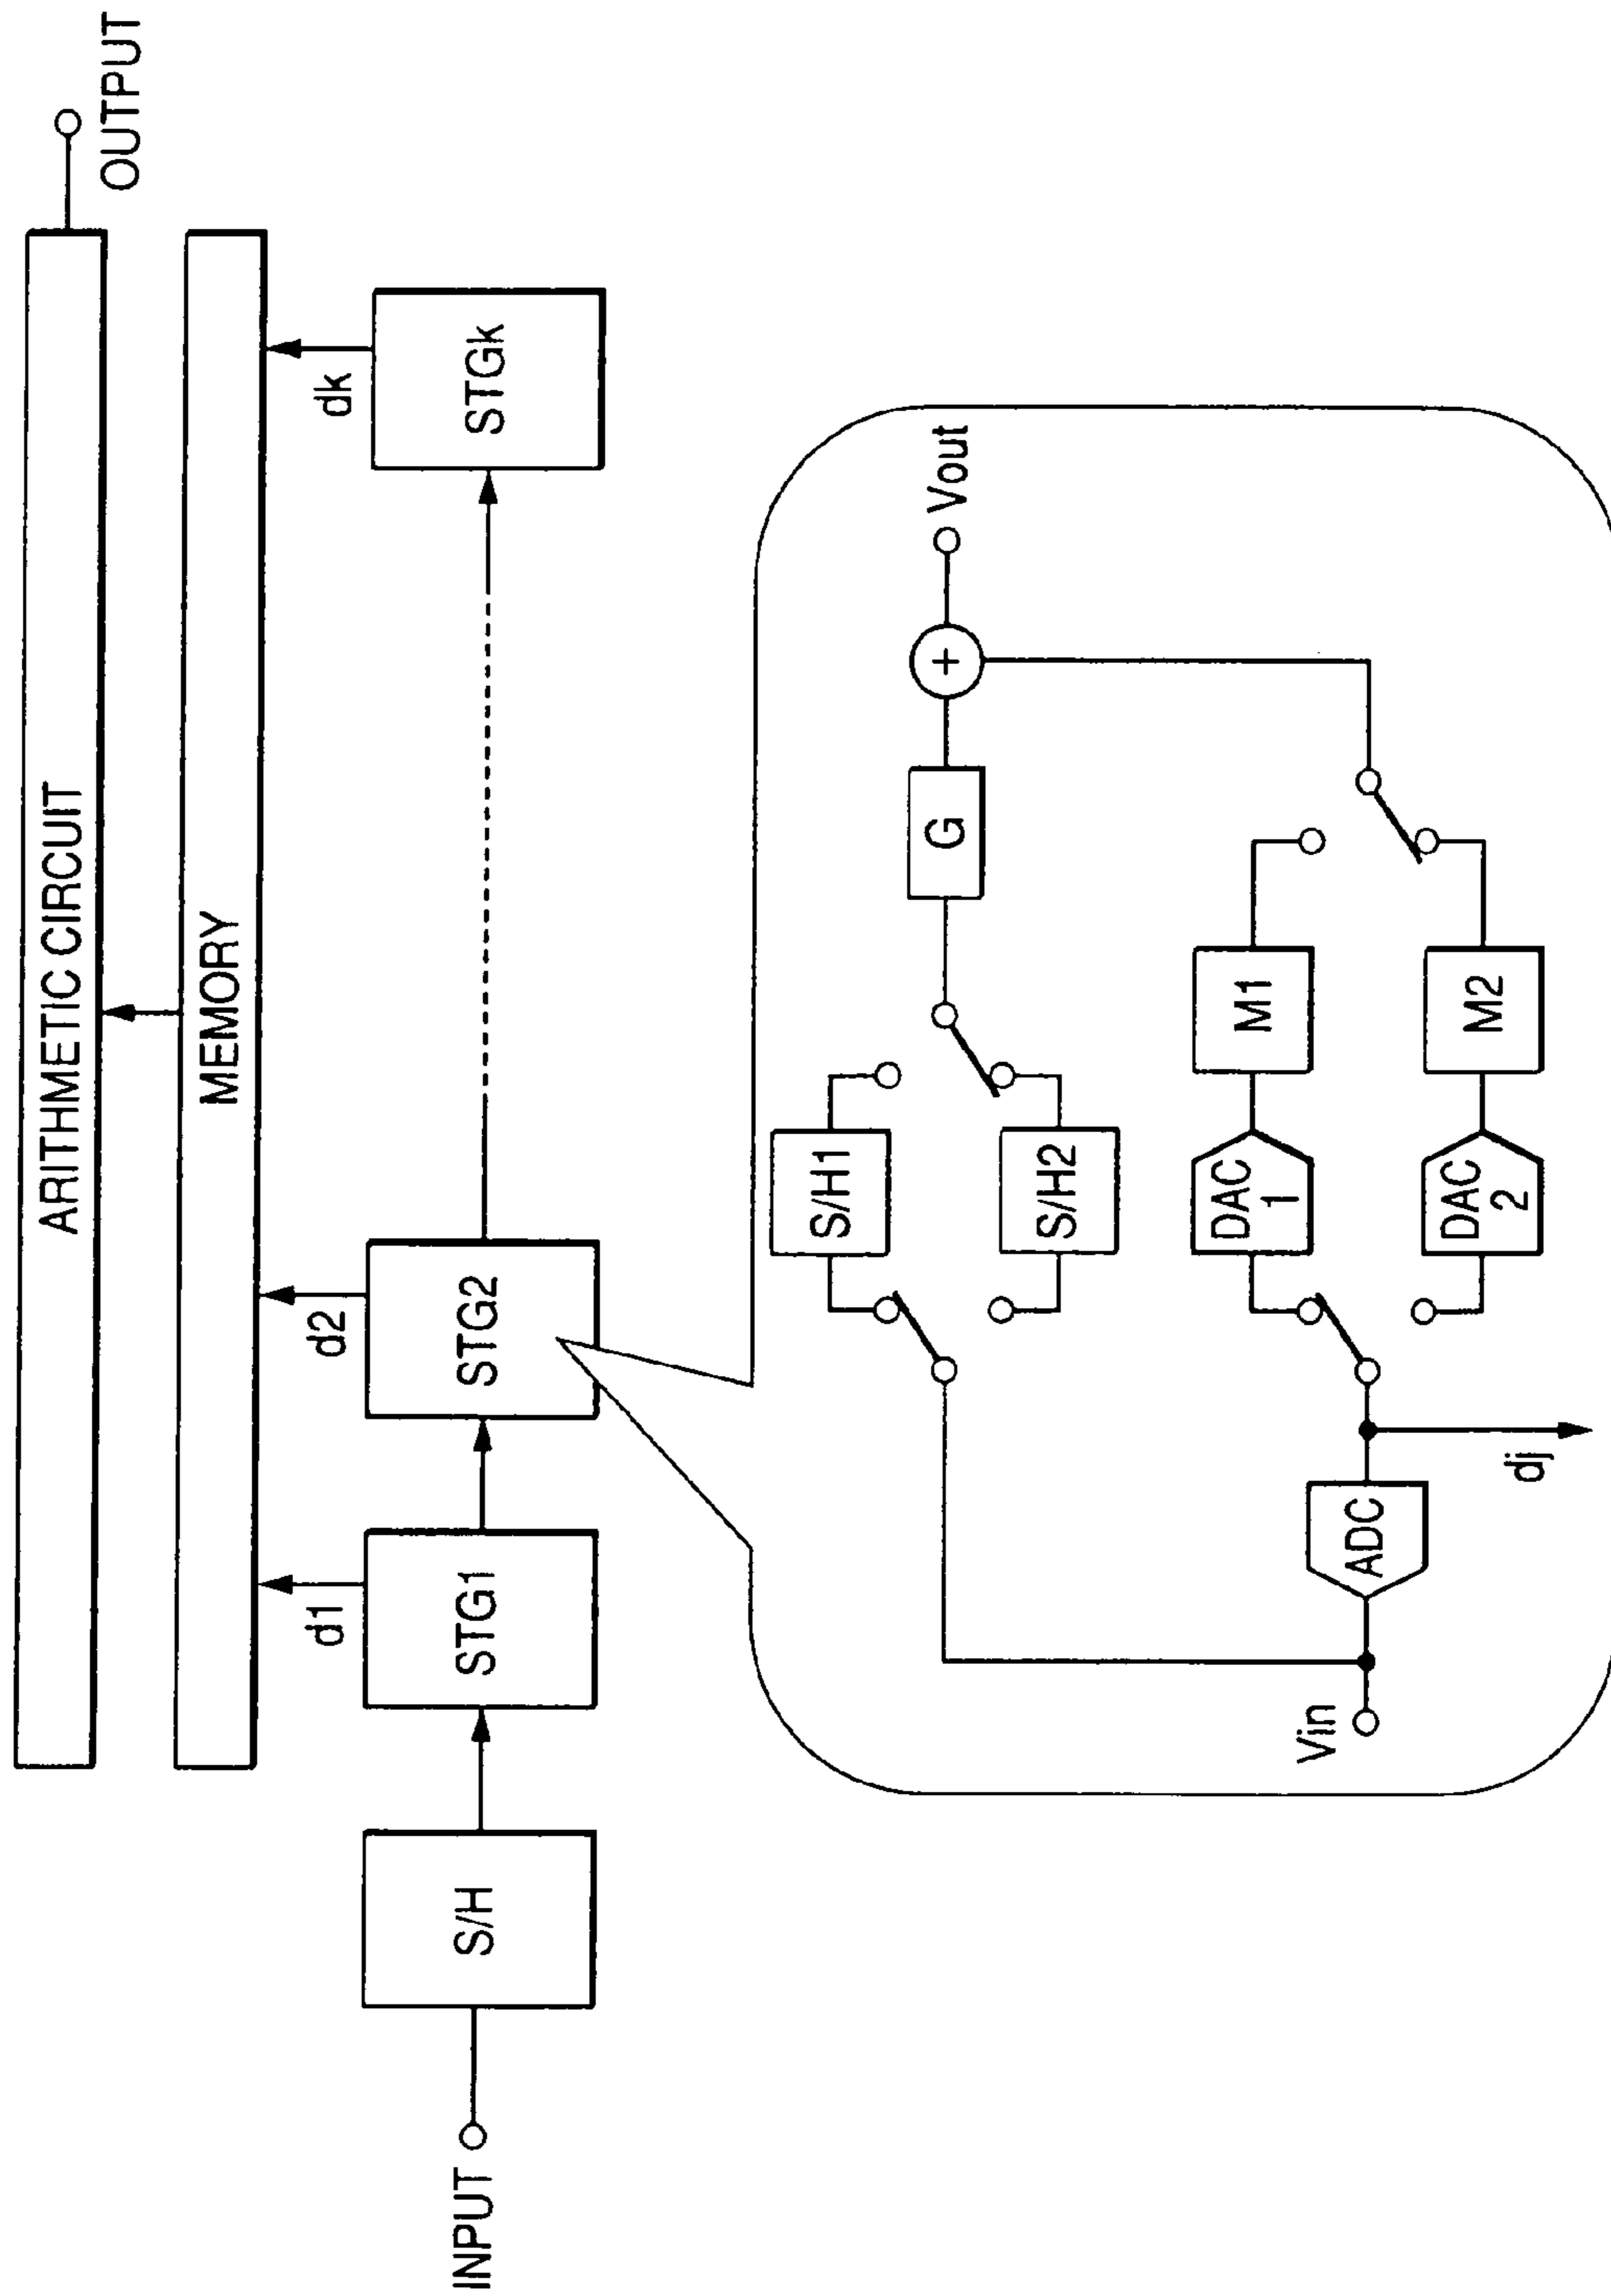 ARITHMETIC CIRCUIT
OUTPUT
MEMORY
d1
d2
dk
INPUT
S/H
STG1
STG2
STGk
S/H1
S/H2
G
+
Vout
Vin
ADC
dj
DAC
1
M1
DAC
2
M2